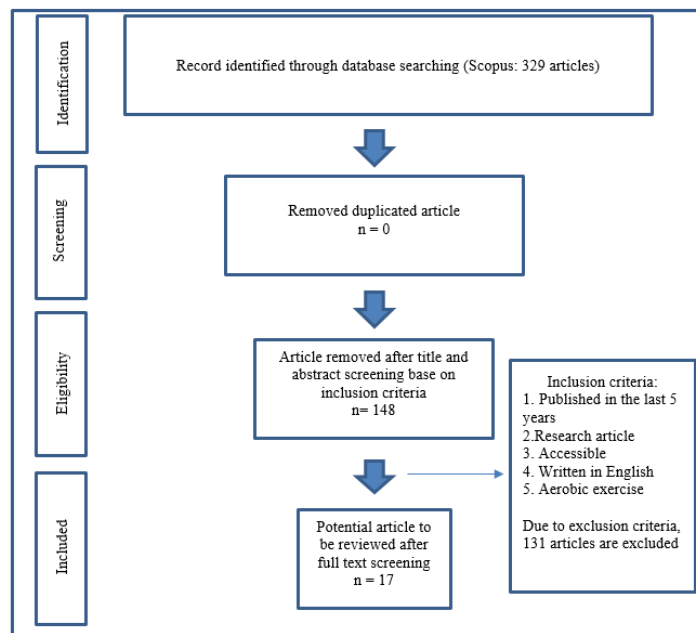 Identification
Record identified through database searching (Scopus: 329 articles)
Screening
Removed duplicated article
n = 0
Eligibility
Article removed after title and
abstract screening base on
inclusion criteria
n= 148
Inclusion criteria:
1. Published in the last 5
years
2.Research article
3. Accessible
4. Written in English
5. Aerobic exercise
Due to exclusion criteria,
131 articles are excluded
Included
Potential article to
be reviewed after
full text screening
n = 17